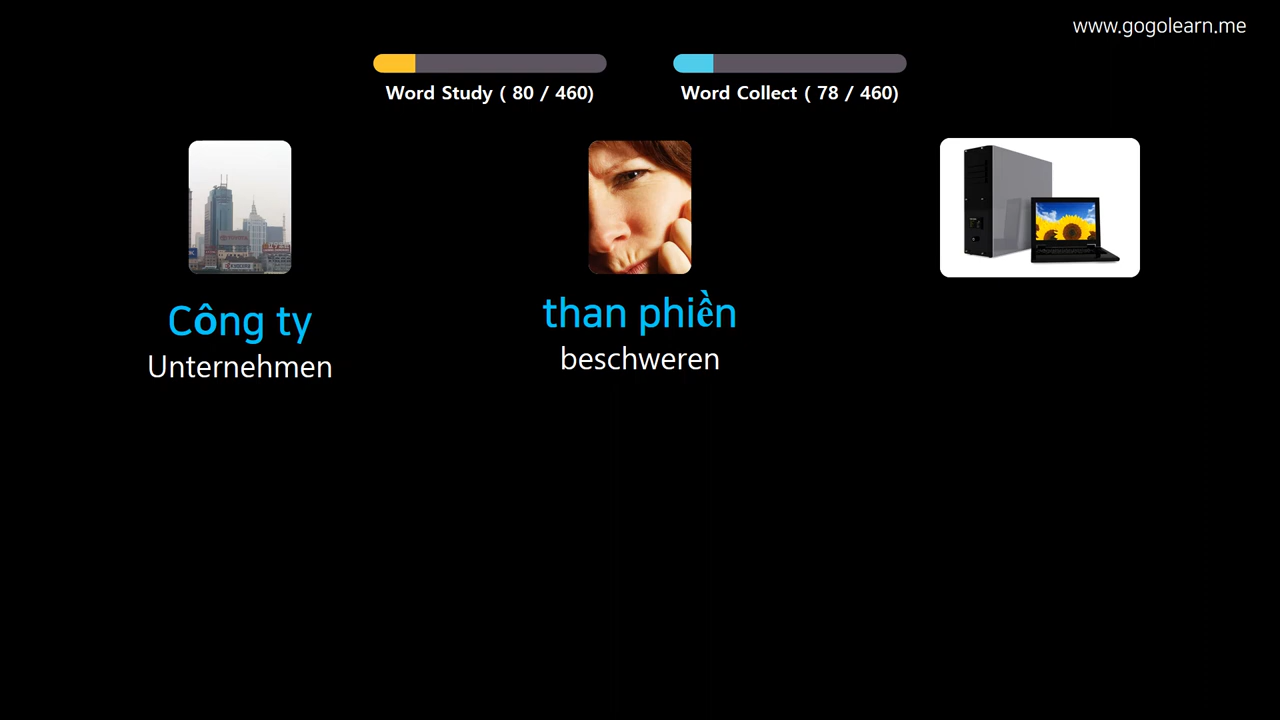 www.gogolearn.me
Word Study ( 80 / 460)
Word Collect ( 78 / 460)
Công ty
Unternehmen
than phiền
beschweren